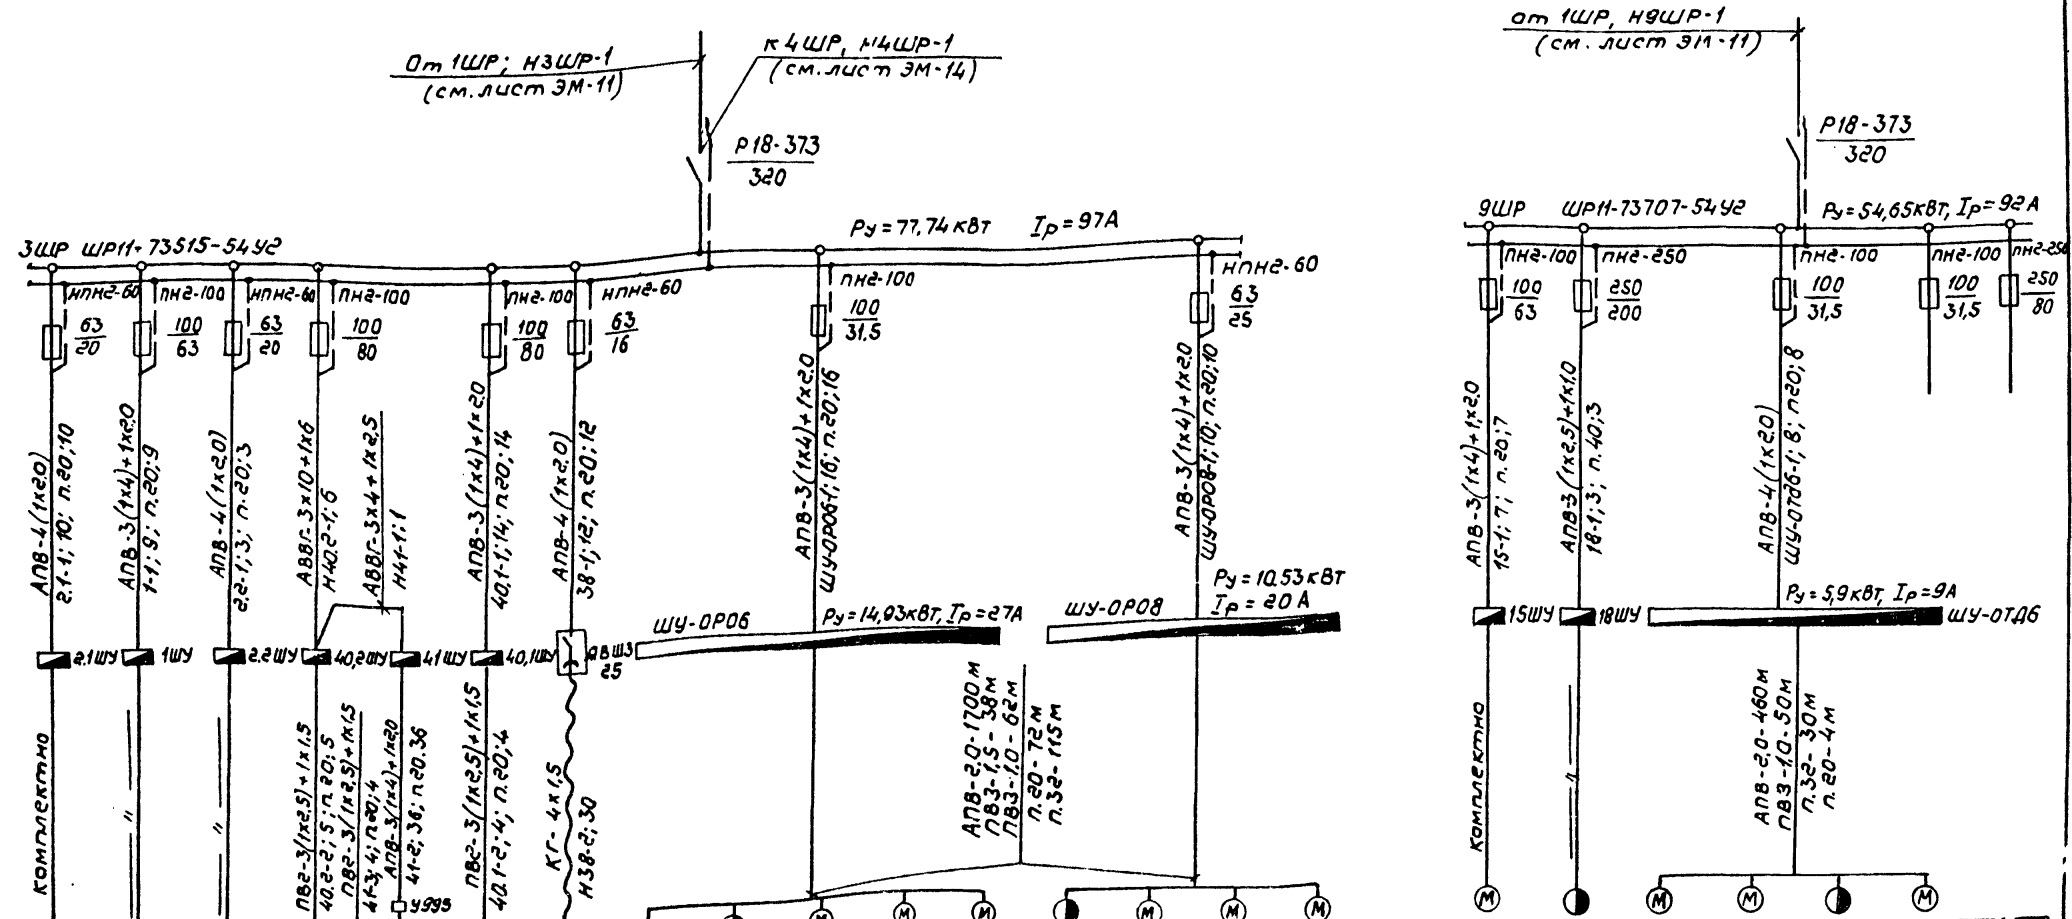 От 1ШР; Н3ШР-1
(см. лист ЭМ-11)
к 4ШР, Н4ШР-1
(см. лист ЭМ-14)
Р18-373
320
3ШР ШР11-73515-54У2
Ру=77,74 кВт Iр=97А
НПН2-60
63
20
ПН2-100
100
63
НПН2-60
63
20
ПН2-100
100
80
ПН2-100
100
80
НПН2-60
63
16
ПН2-100
100
31,5
НПН2-60
63
25
АПВ-4(1х2.0)
2.1-1; 10; п.20; 10
АПВ-3(1х4)+1х2,0
1-1; 9; п.20; 9
АПВ-4(1х2.0)
2.2-1; 3; п.20; 3
АВВГ-3х10+1х6
Н40.2-1; 6
АВВГ-3х4+1х2,5
Н41-1; 1
АПВ-3(1х4)+1х2.0
40.1-1; 14; п.20; 14
АПВ-4(1х2.0)
38-1; 12; п.20; 12
АПВ-3(1х4)+1х2.0
ШУ-ОР06-1; 16; п.20; 16
АПВ-3(1х4)+1х2.0
ШУ-ОР08-1; 10; п.20; 10
2.1ШУ
1ШУ
2.2ШУ
40,2ШУ
41ШУ
40,1ШУ
ЯВШ3
25
ШУ-ОР06
Ру=14,93кВт, Iр=27А
ШУ-ОР08
Ру=10.53кВт
Iр=20А
комплектно
"
"
ПВ2-3(1х2.5)+1х1.5
40.2-2; 5; п.20; 5
ПВ2-3(1х2,5)+1х1,5
41-3; 4; п.20; 4
АПВ-3(1х4)+1х2,0
41-2; 36; п.20. 36
У995
ПВ2-3(1х2,5)+1х1,5
40.1-2; 4; п.20; 4
КГ-4х1,5
Н38-2; 30
АПВ-2.0-1700м
ПВ3-1,5-38м
ПВ3-1.0-62м
п.20-72м
п.32-115м
М
М
М
М
М
от 1ШР, Н9ШР-1
(см. лист ЭМ-11)
Р18-373
320
9ШР ШР11-73707-54У2
Ру=54,65кВт, Iр=92А
ПН2-100
100
63
ПН2-250
250
200
ПН2-100
100
31,5
ПН2-100
100
31,5
ПН2-250
250
80
АПВ-3(1х4)+1х2.0
15-1; 7; п.20; 7
АПВ-3(1х2.5)+1х1.0
18-1; 3; п.40; 3
АПВ-4(1х2.0)
ШУ-ОТД6-1; 8; п.20; 8
15ШУ
18ШУ
Ру=5,9кВт, Iр=9А
ШУ-ОТД6
комплектно
"
АПВ-2,0-460м
ПВ3-1.0-50м
п.32-30м
п.20-4м
М
М
М
М